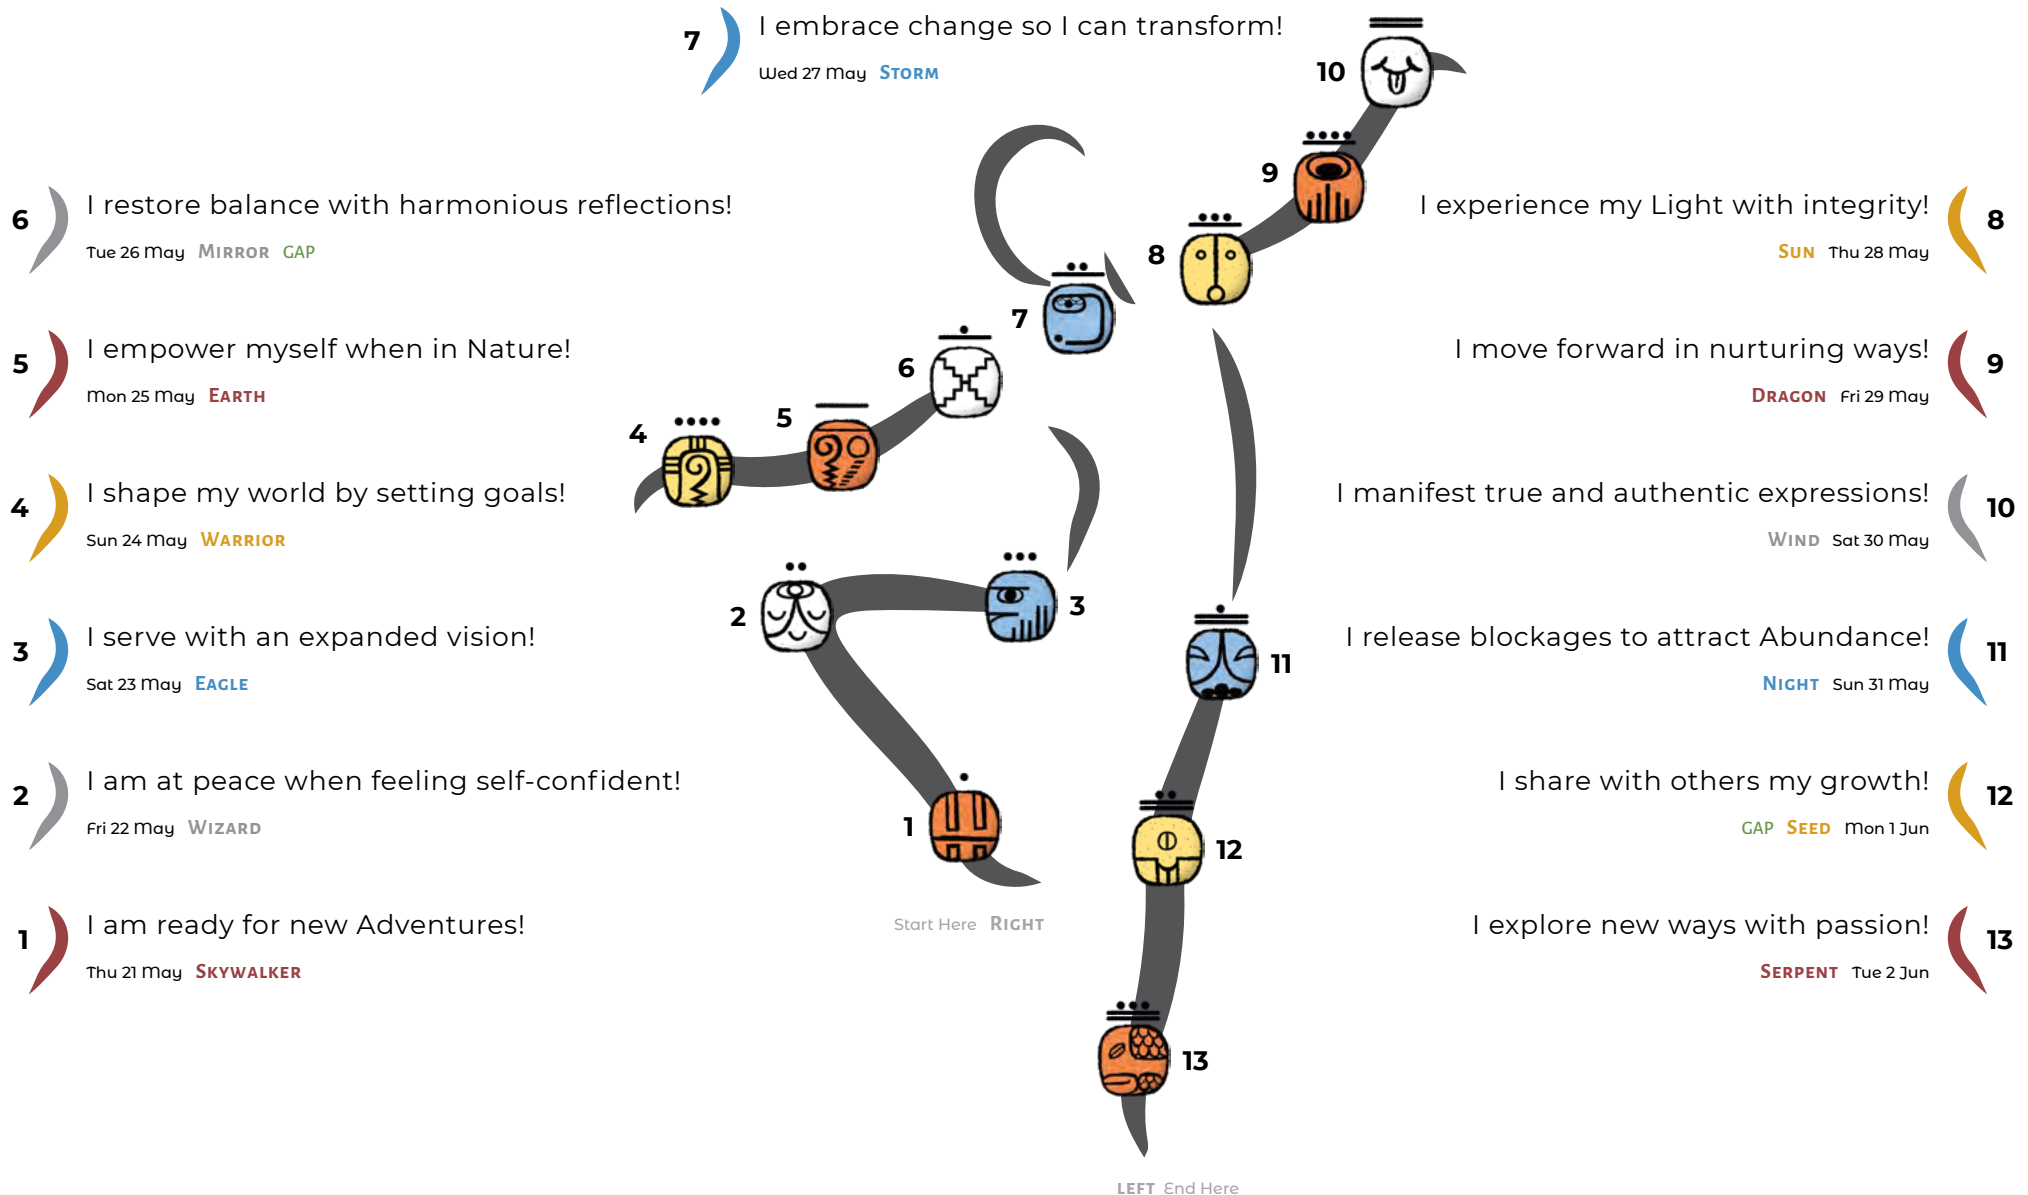 7
I embrace change so I can transform!
Wed 27 May STORM
6
I restore balance with harmonious reflections!
Tue 26 May MIRROR GAP
5
I empower myself when in Nature!
Mon 25 May EARTH
4
I shape my world by setting goals!
Sun 24 May WARRIOR
3
I serve with an expanded vision!
Sat 23 May EAGLE
2
I am at peace when feeling self-confident!
Fri 22 May WIZARD
1
I am ready for new Adventures!
Thu 21 May SKYWALKER
10
9
8
7
6
5
4
3
2
1
11
12
13
Start Here RIGHT
LEFT End Here
I experience my Light with integrity!
8
SUN Thu 28 May
I move forward in nurturing ways!
9
DRAGON Fri 29 May
I manifest true and authentic expressions!
10
WIND Sat 30 May
I release blockages to attract Abundance!
11
NIGHT Sun 31 May
I share with others my growth!
12
GAP SEED Mon 1 Jun
I explore new ways with passion!
13
SERPENT Tue 2 Jun